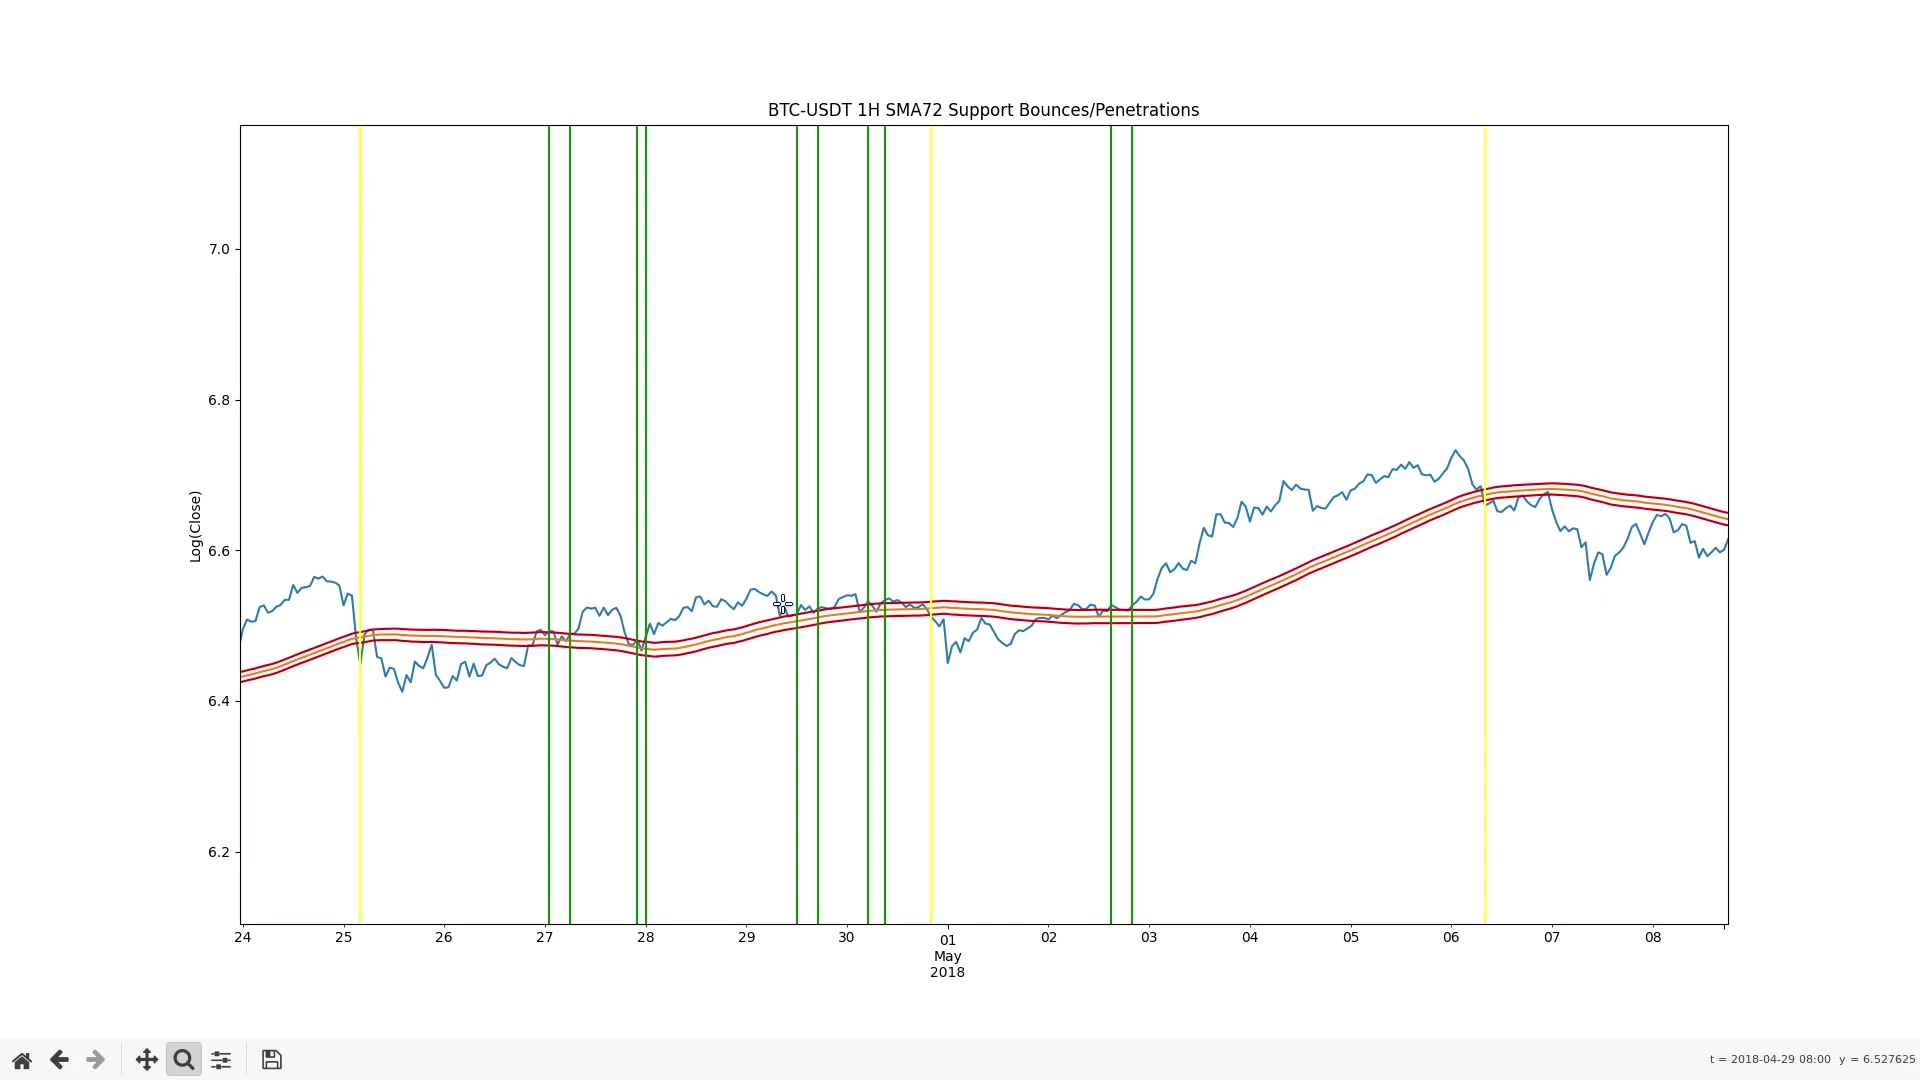 BTC-USDT 1H SMA72 Support Bounces/Penetrations
7.0
6.8
Log(Close)
6.6
6.4
6.2
24 25 26 27 28 29 30 01 02 03 04 05 06 07 08
May
2018
t = 2018-04-29 08:00 y = 6.527625